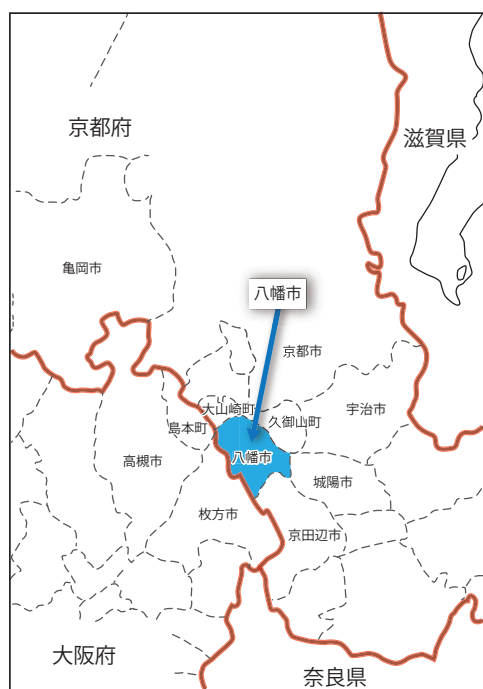 京都府
滋賀県
亀岡市
八幡市
京都市
大山崎町
久御山町
宇治市
島本町
八幡市
高槻市
城陽市
枚方市
京田辺市
大阪府
奈良県